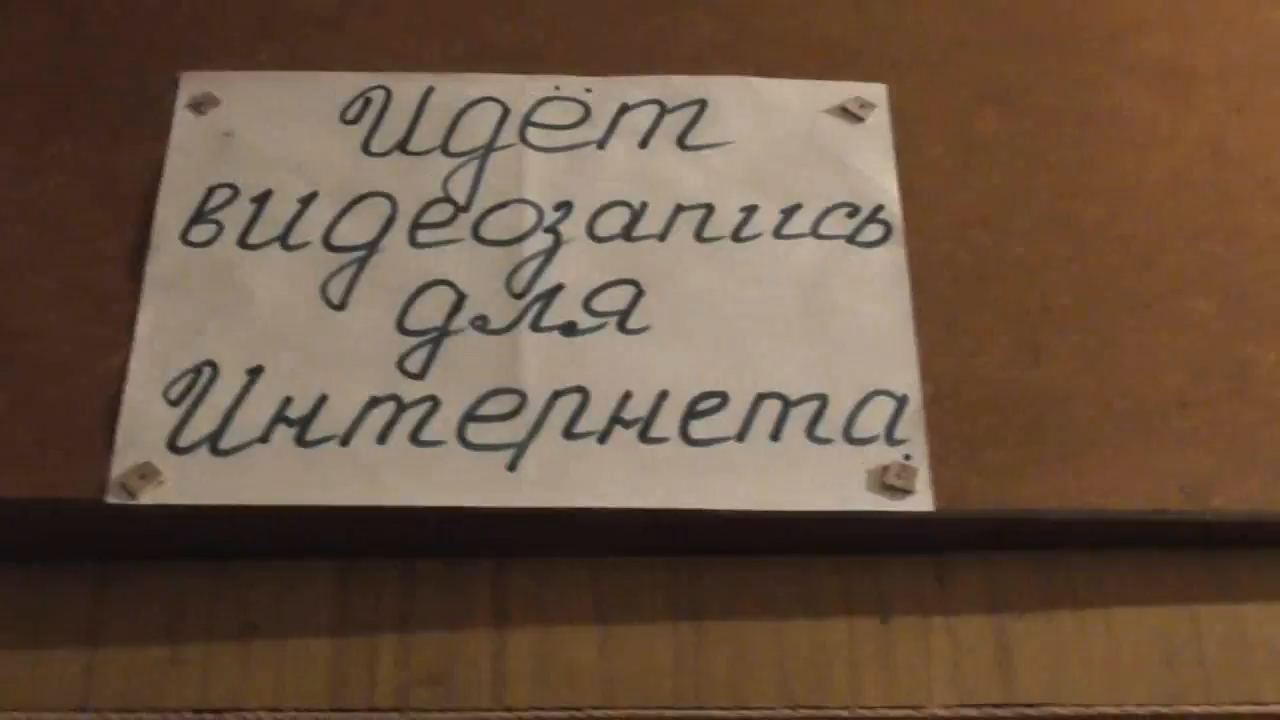 Идёт
видеозапись
для
Интернета.